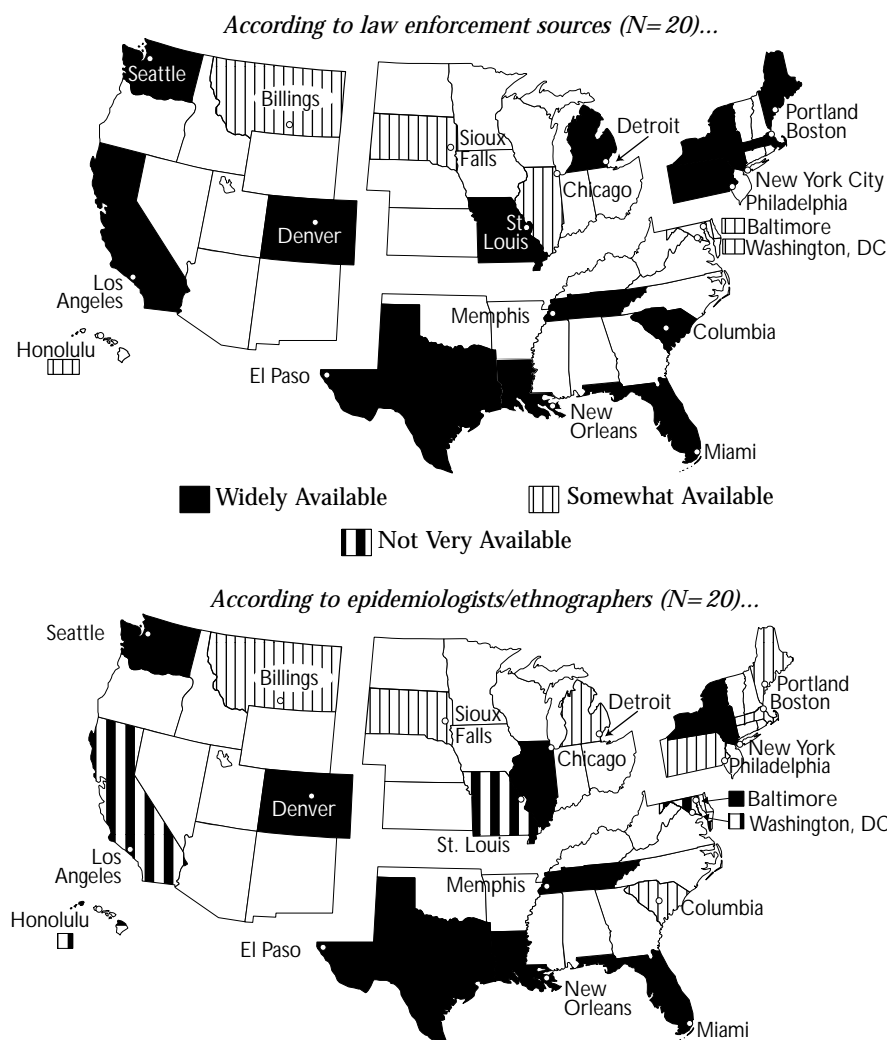 According to law enforcement sources (N=20)...
Seattle
Billings
Sioux
Falls
Detroit
Portland
Boston
Chicago
New York City
Philadelphia
Baltimore
Washington, DC
Denver
St.
Louis
Los
Angeles
Memphis
Columbia
Honolulu
El Paso
New
Orleans
Miami
Widely Available
Somewhat Available
Not Very Available
According to epidemiologists/ethnographers (N=20)...
Seattle
Billings
Sioux
Falls
Detroit
Portland
Boston
Chicago
New York
Philadelphia
Baltimore
Washington, DC
Denver
St. Louis
Los
Angeles
Memphis
Columbia
Honolulu
El Paso
New
Orleans
Miami